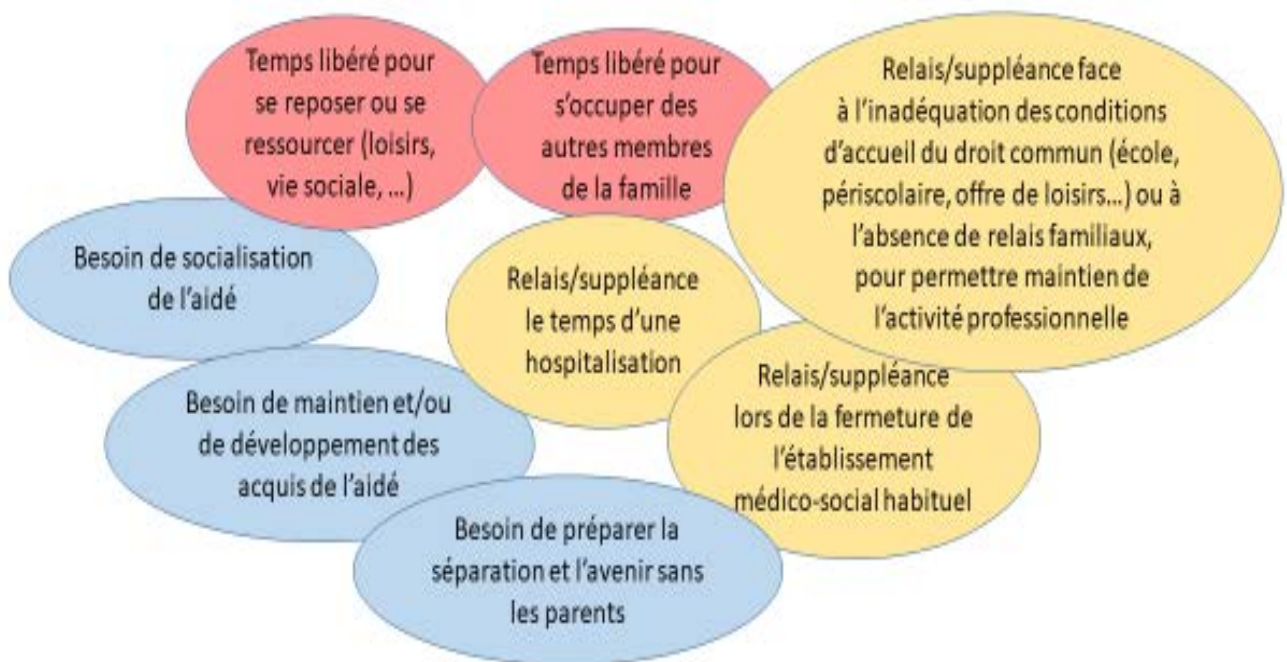 Temps libéré pour
se reposer ou se
ressourcer (loisirs,
vie sociale, ...)
Temps libéré pour
s'occuper des
autres membres
de la famille
Relais/suppléance face
à l'inadéquation des conditions
d'accueil du droit commun (école,
périscolaire, offre de loisirs...) ou à
l'absence de relais familiaux,
pour permettre maintien de
l'activité professionnelle
Besoin de socialisation
de l'aidé
Relais/suppléance
le temps d'une
hospitalisation
Relais/suppléance
lors de la fermeture de
l'établissement
médico-social habituel
Besoin de maintien et/ou
de développement des
acquis de l'aidé
Besoin de préparer la
séparation et l'avenir sans
les parents